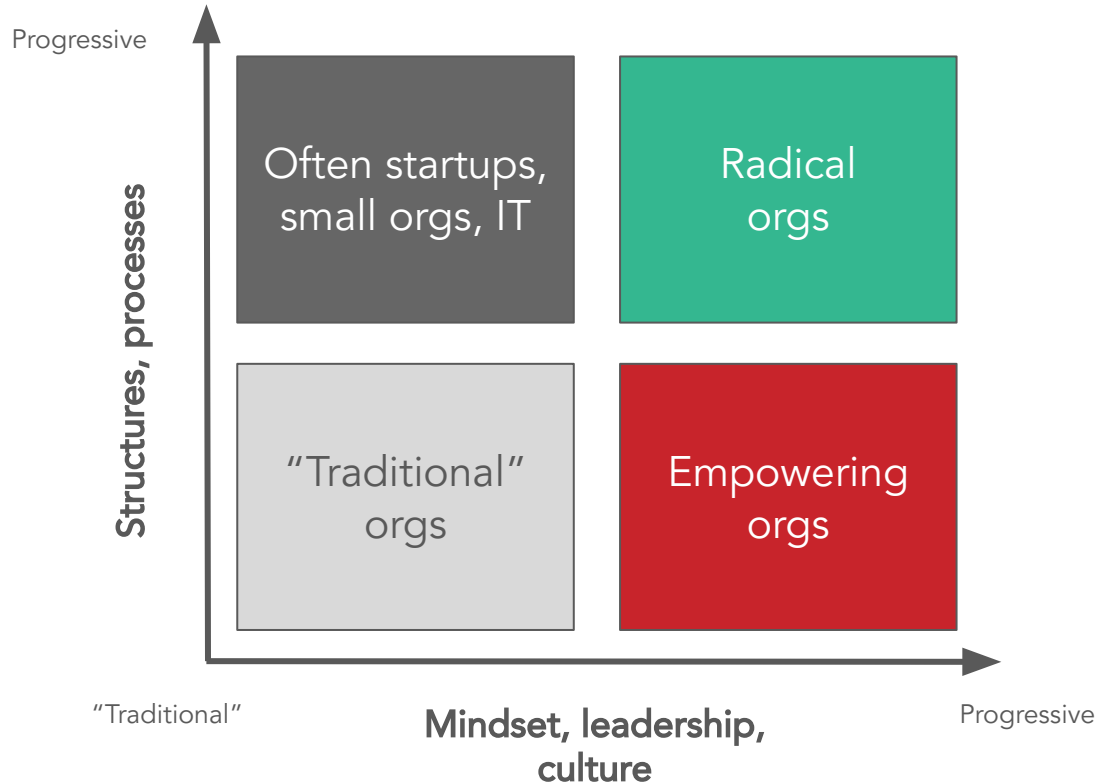 Progressive
Often startups,
small orgs, IT
Radical
orgs
Structures, processes
“Traditional”
orgs
Empowering
orgs
“Traditional”
Mindset, leadership,
culture
Progressive